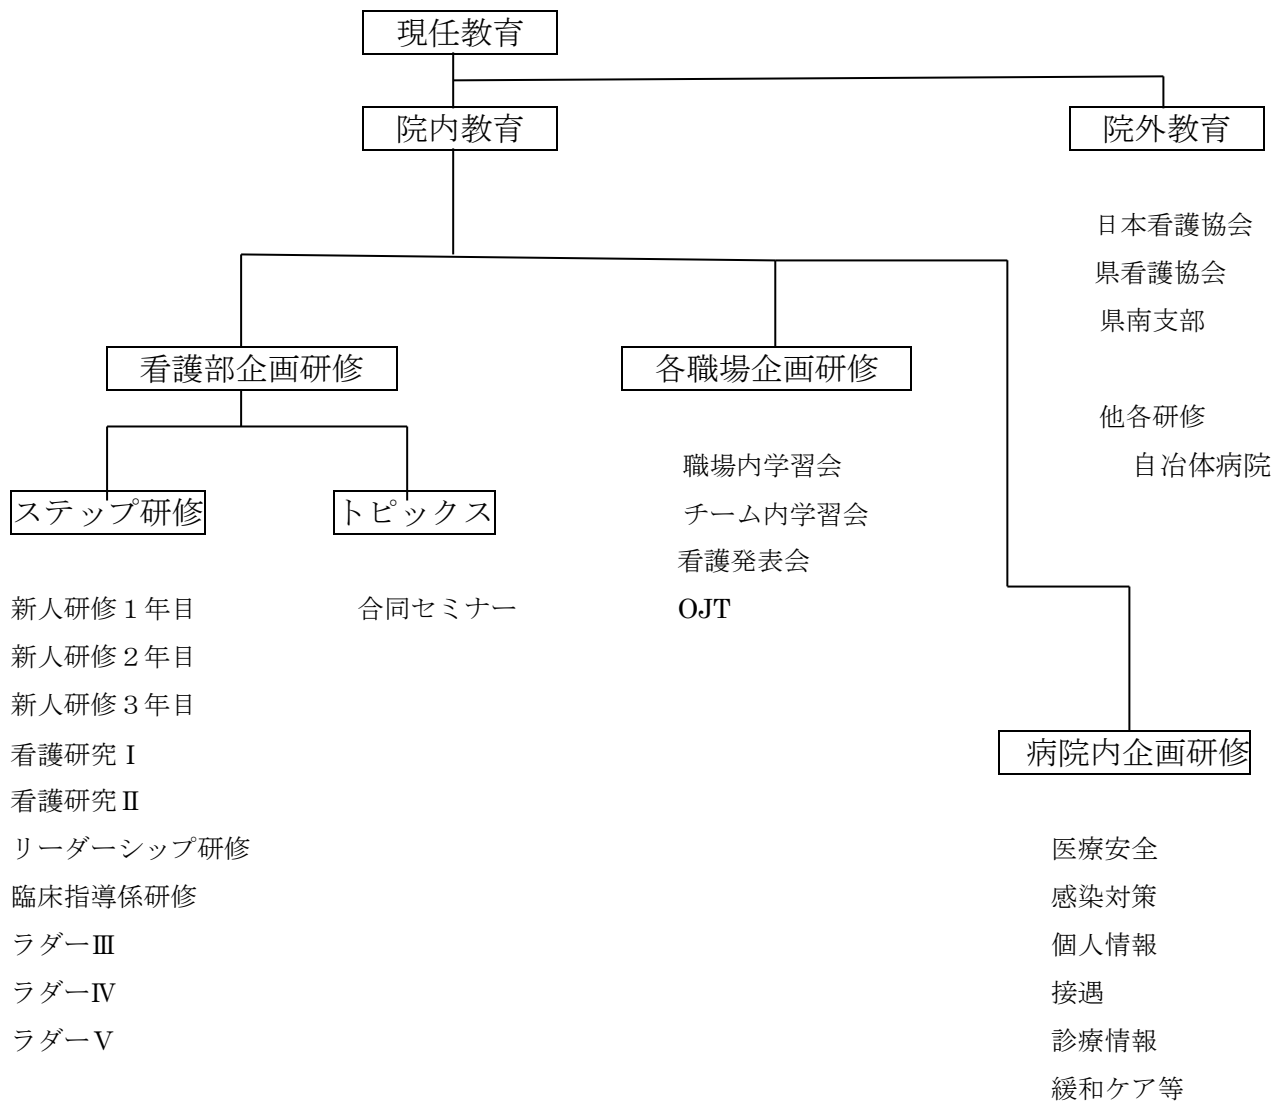 現任教育
院内教育
院外教育
日本看護協会
県看護協会
県南支部
他各研修
自治体病院
看護部企画研修
各職場企画研修
職場内学習会
チーム内学習会
看護発表会
OJT
ステップ研修
トピックス
新人研修１年目
新人研修２年目
新人研修３年目
看護研究Ⅰ
看護研究Ⅱ
リーダーシップ研修
臨床指導係研修
ラダーⅢ
ラダーⅣ
ラダーⅤ
合同セミナー
病院内企画研修
医療安全
感染対策
個人情報
接遇
診療情報
緩和ケア等